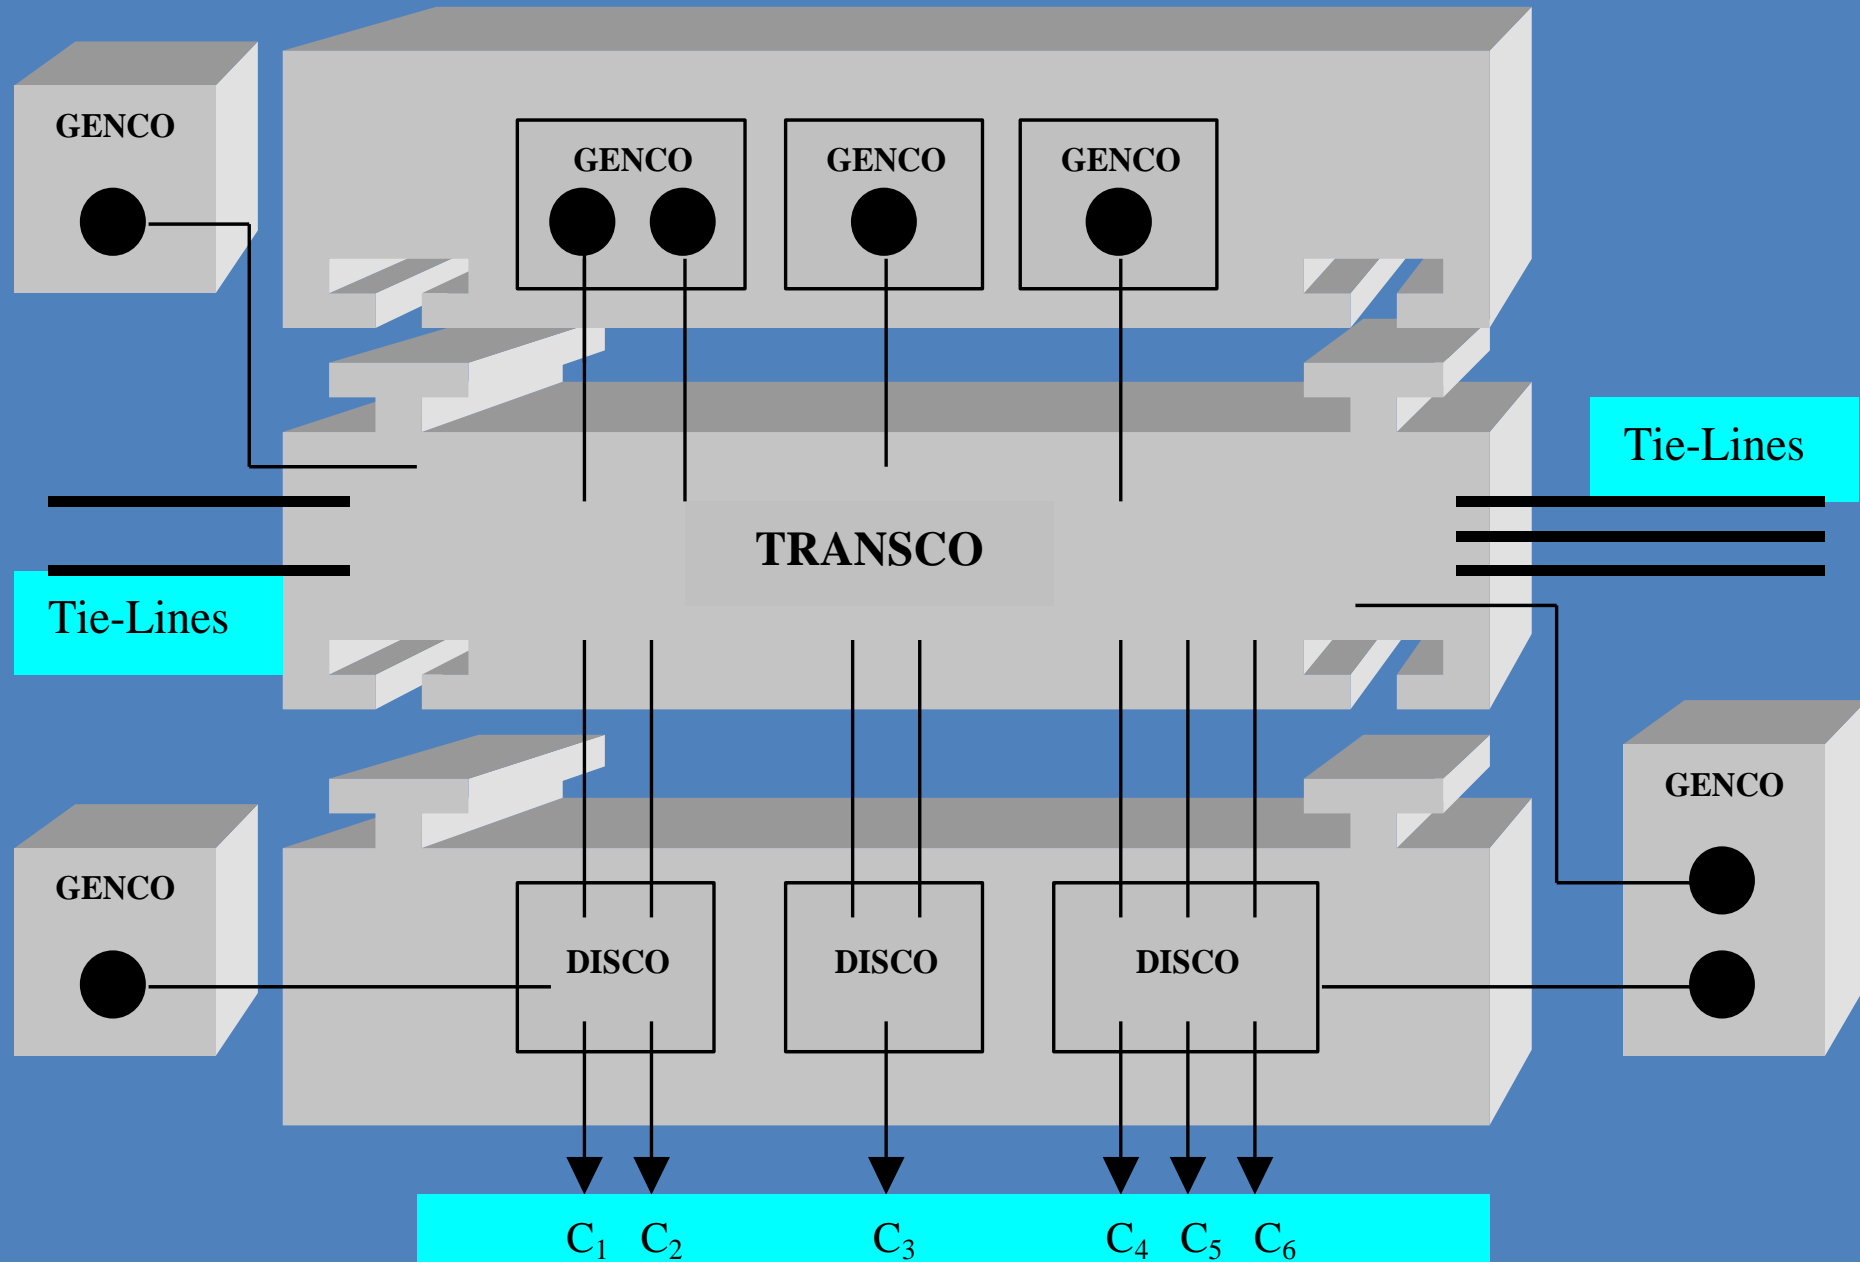 GENCO
GENCO GENCO GENCO
Tie-Lines
TRANSCO
Tie-Lines
GENCO
GENCO
DISCO DISCO DISCO
C₁ C₂ C₃ C₄ C₅ C₆